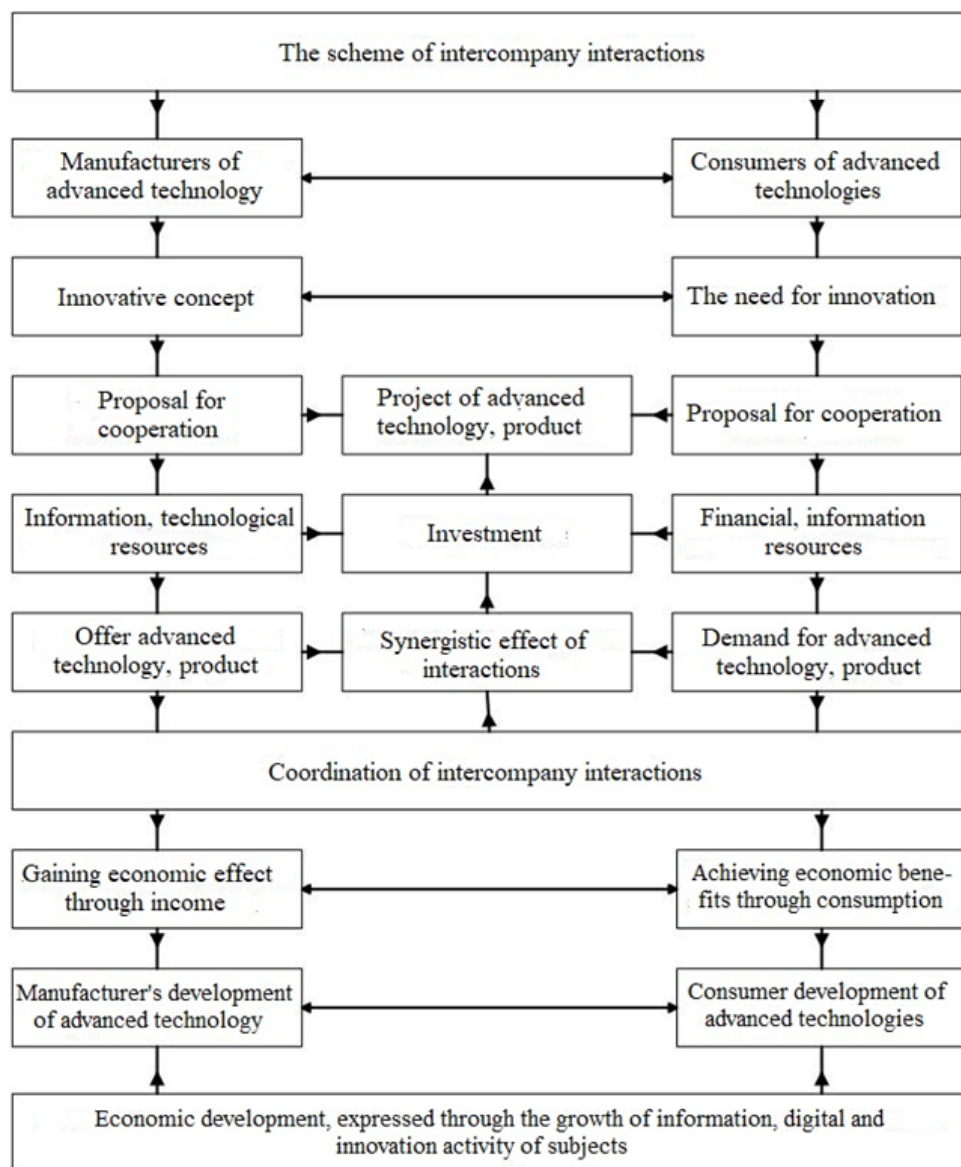 The scheme of intercompany interactions
Manufacturers of
advanced technology
Consumers of advanced
technologies
Innovative concept
The need for innovation
Proposal for
cooperation
Project of advanced
technology, product
Proposal for cooperation
Information, technological
resources
Investment
Financial, information
resources
Offer advanced
technology, product
Synergistic effect of
interactions
Demand for advanced
technology, product
Coordination of intercompany interactions
Gaining economic effect
through income
Achieving economic bene-
fits through consumption
Manufacturer's development
of advanced technology
Consumer development of
advanced technologies
Economic development, expressed through the growth of information, digital and
innovation activity of subjects